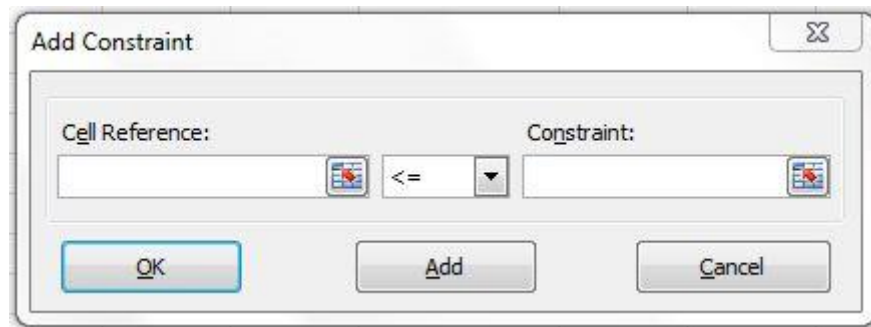 Add Constraint
Cell Reference:
Constraint:
<=
OK
Add
Cancel